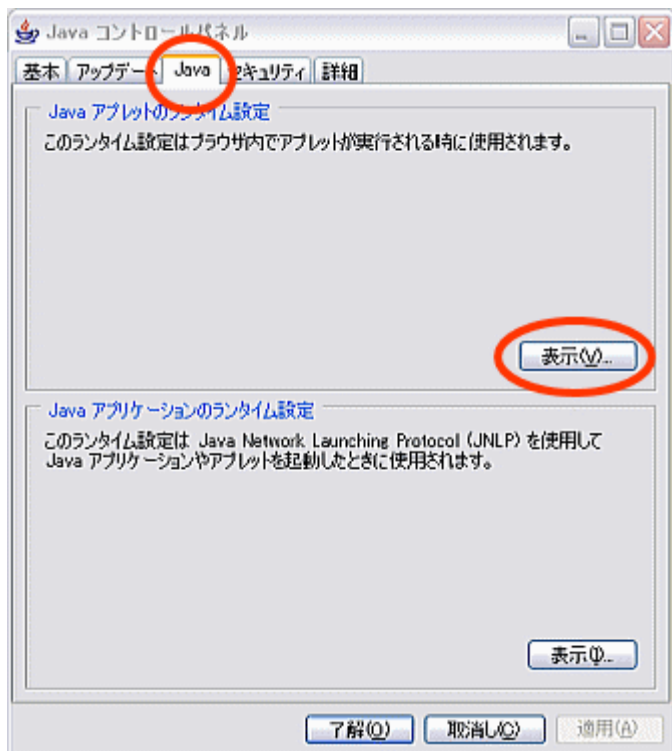 Java コントロールパネル
基本 アップデート Java セキュリティ 詳細
Java アプレットのランタイム設定
このランタイム設定はブラウザ内でアプレットが実行される時に使用されます。
表示(V)...
Java アプリケーションのランタイム設定
このランタイム設定は Java Network Launching Protocol (JNLP) を使用して
Java アプリケーションやアプレットを起動したときに使用されます。
表示(I)...
了解(O) 取消し(C) 適用(A)